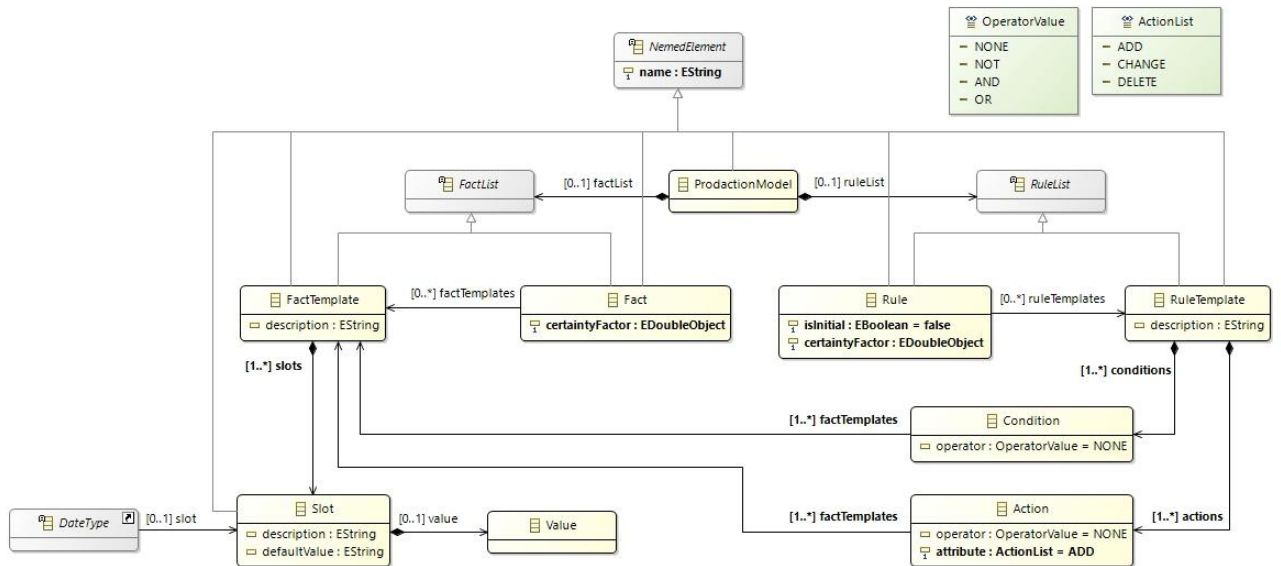 OperatorValue
NONE
NOT
AND
OR
ActionList
ADD
CHANGE
DELETE
NemedElement
name : EString
FactList
[0..1] factList
ProdactionModel
[0..1] ruleList
RuleList
FactTemplate
description : EString
[0..*] factTemplates
Fact
certaintyFactor : EDoubleObject
Rule
isInitial : EBoolean = false
certaintyFactor : EDoubleObject
[0..*] ruleTemplates
RuleTemplate
description : EString
[1..*] slots
[1..*] conditions
[1..*] factTemplates
Condition
operator : OperatorValue = NONE
DateType
[0..1] slot
Slot
description : EString
defaultValue : EString
[0..1] value
Value
[1..*] factTemplates
Action
operator : OperatorValue = NONE
attribute : ActionList = ADD
[1..*] actions